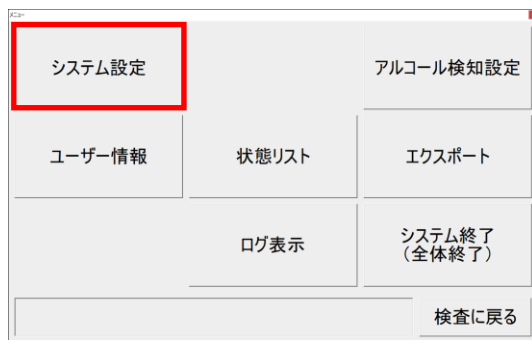 メニュー
システム設定
アルコール検知設定
ユーザー情報
状態リスト
エクスポート
ログ表示
システム終了
（全体終了）
検査に戻る